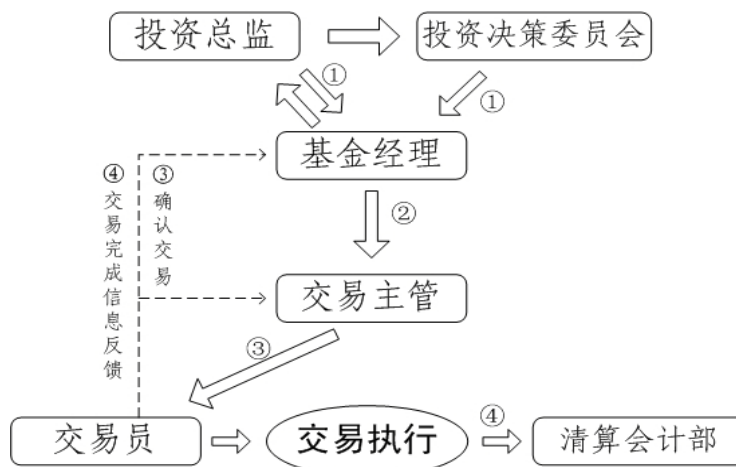 投资总监
投资决策委员会
①
①
基金经理
④交易完成信息反馈
③确认交易
②
交易主管
③
交易员
交易执行
④
清算会计部